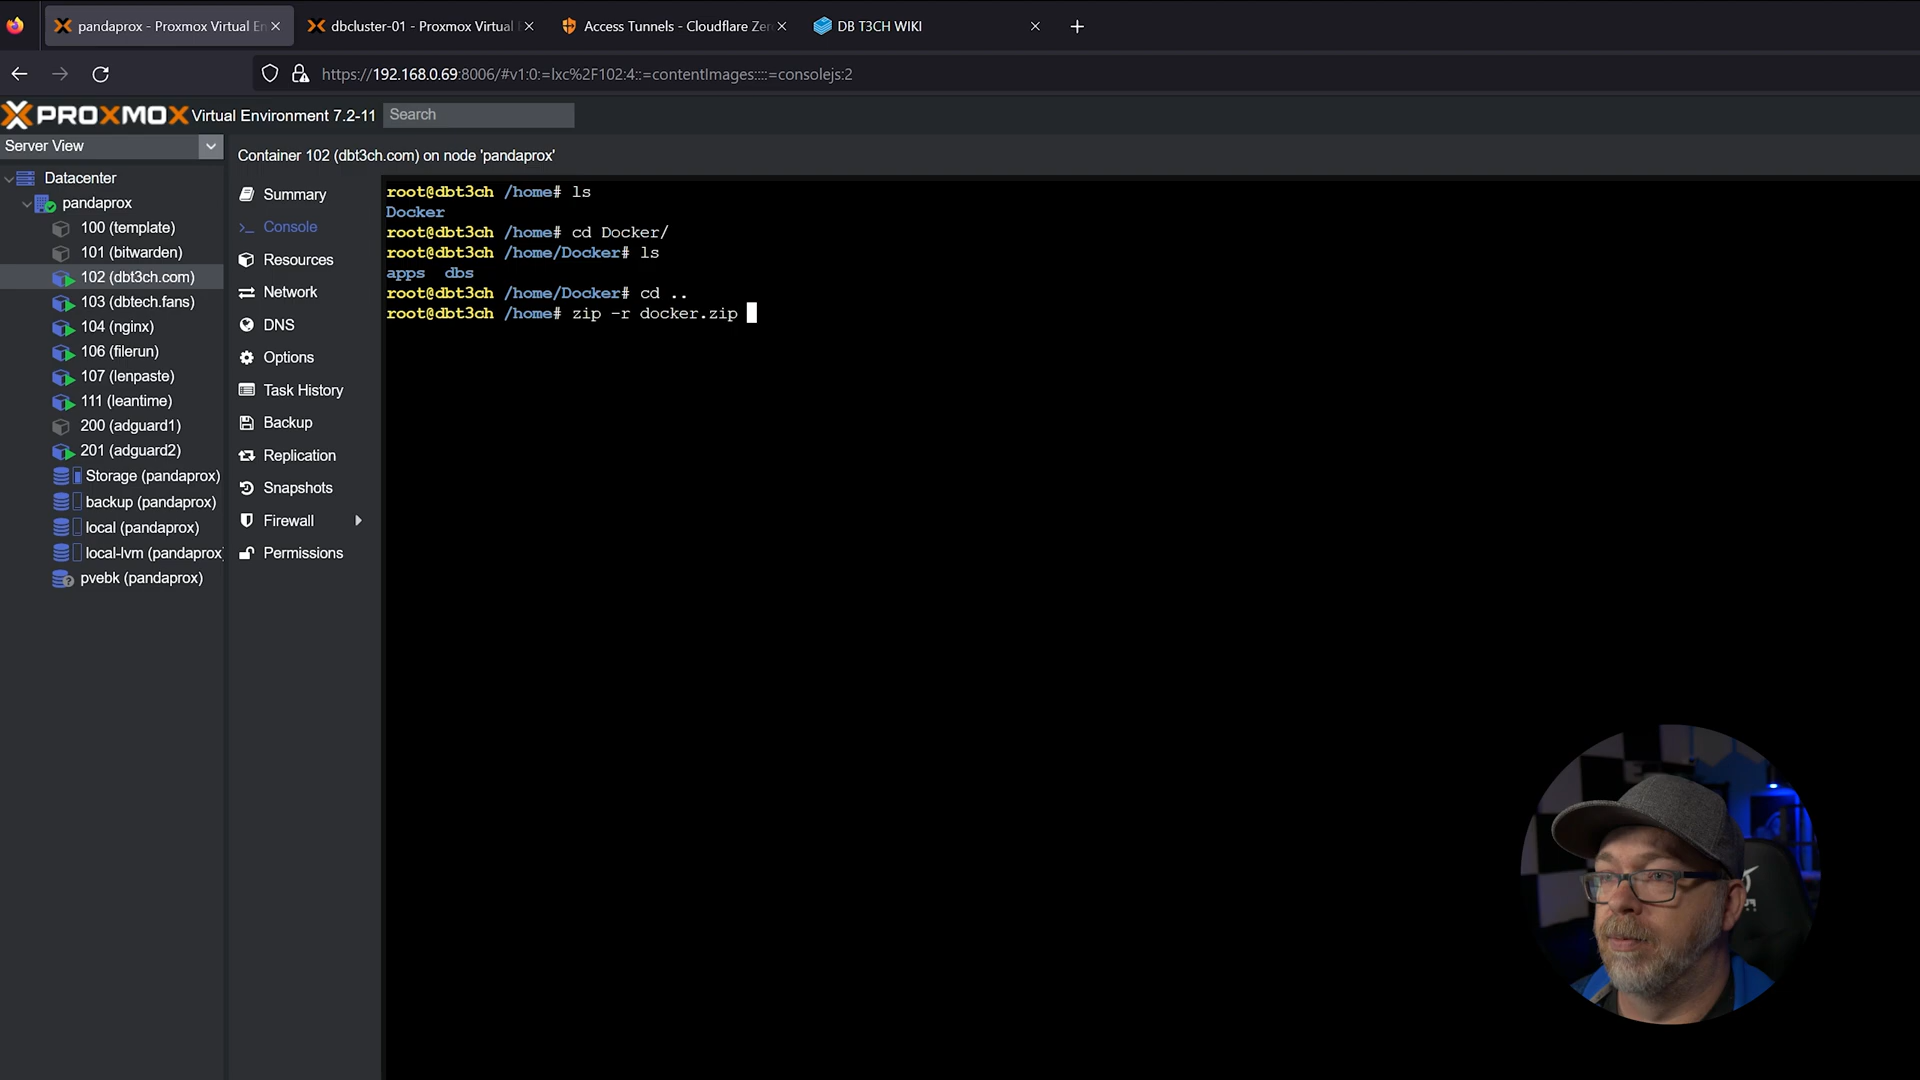 pandaprox - Proxmox Virtual En
dbcluster-01 - Proxmox Virtual
Access Tunnels - Cloudflare Zer
DB T3CH WIKI
https://192.168.0.69:8006/#v1:0:=lxc%2F102:4::=contentImages::::=consolejs:2
PROXMOX Virtual Environment 7.2-11 Search
Server View
Container 102 (dbt3ch.com) on node 'pandaprox'
Datacenter
pandaprox
100 (template)
101 (bitwarden)
102 (dbt3ch.com)
103 (dbtech.fans)
104 (nginx)
106 (filerun)
107 (lenpaste)
111 (leantime)
200 (adguard1)
201 (adguard2)
Storage (pandaprox)
backup (pandaprox)
local (pandaprox)
local-lvm (pandaprox)
pvebk (pandaprox)
Summary
>_ Console
Resources
Network
DNS
Options
Task History
Backup
Replication
Snapshots
Firewall
Permissions
root@dbt3ch /home# ls
Docker
root@dbt3ch /home# cd Docker/
root@dbt3ch /home/Docker# ls
apps dbs
root@dbt3ch /home/Docker# cd ..
root@dbt3ch /home# zip -r docker.zip